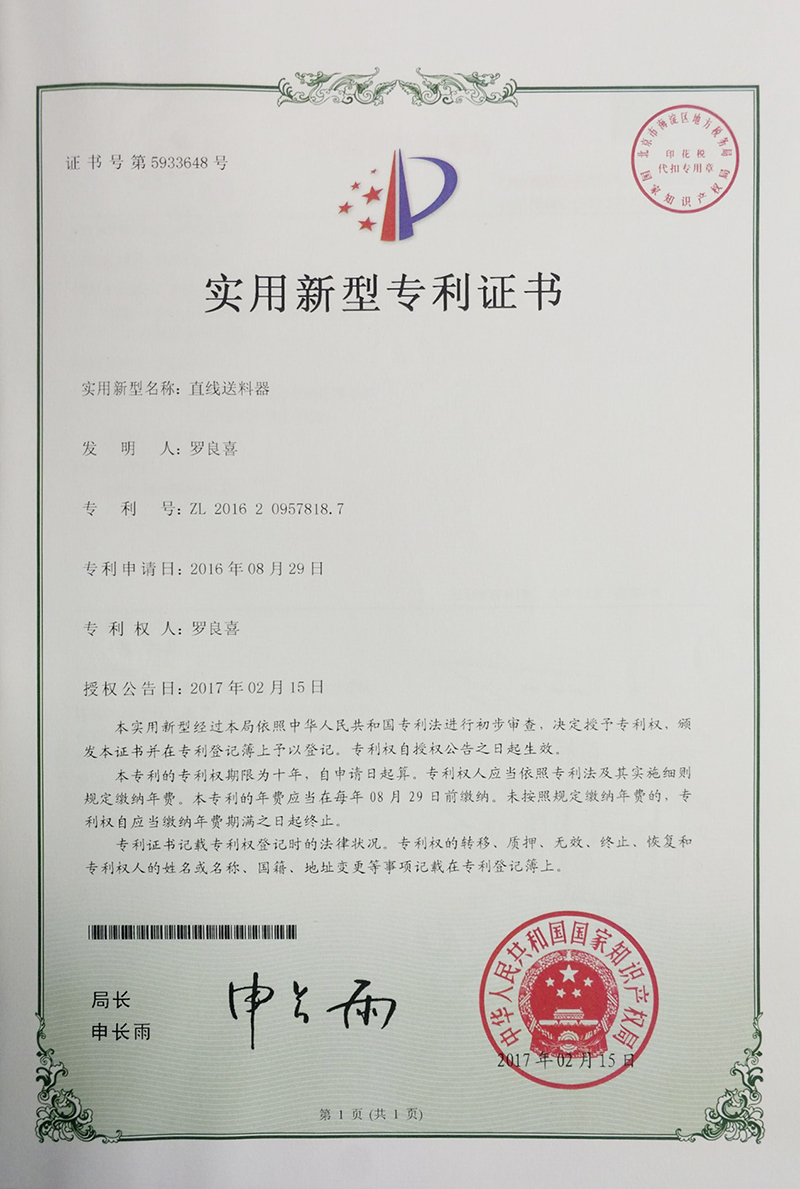 证书号第5933648号
北京市海淀区地方税务局
印花税
代扣专用章
国家知识产权局
实用新型专利证书
实用新型名称：直线送料器
发明人：罗良喜
专利号：ZL 2016 2 0957818.7
专利申请日：2016年08月29日
专利权人：罗良喜
授权公告日：2017年02月15日
本实用新型经过本局依照中华人民共和国专利法进行初步审查，决定授予专利权、颁
发本证书并在专利登记簿上予以登记。专利权自授权公告之日起生效。
本专利的专利权期限为十年，自申请日起算。专利权人应当依照专利法及其实施细则
规定缴纳年费。本专利的年费应当在每年08月29日前缴纳。未按照规定缴纳年费的，专
利权自应当缴纳年费期满之日起终止。
专利证书记载专利权登记时的法律状况。专利权的转移、质押、无效、终止、恢复和
专利权人的姓名或名称、国籍、地址变更等事项记载在专利登记簿上。
局长
申长雨
申长雨
中华人民共和国国家知识产权局
2017年02月15日
第 1 页 (共 1 页)